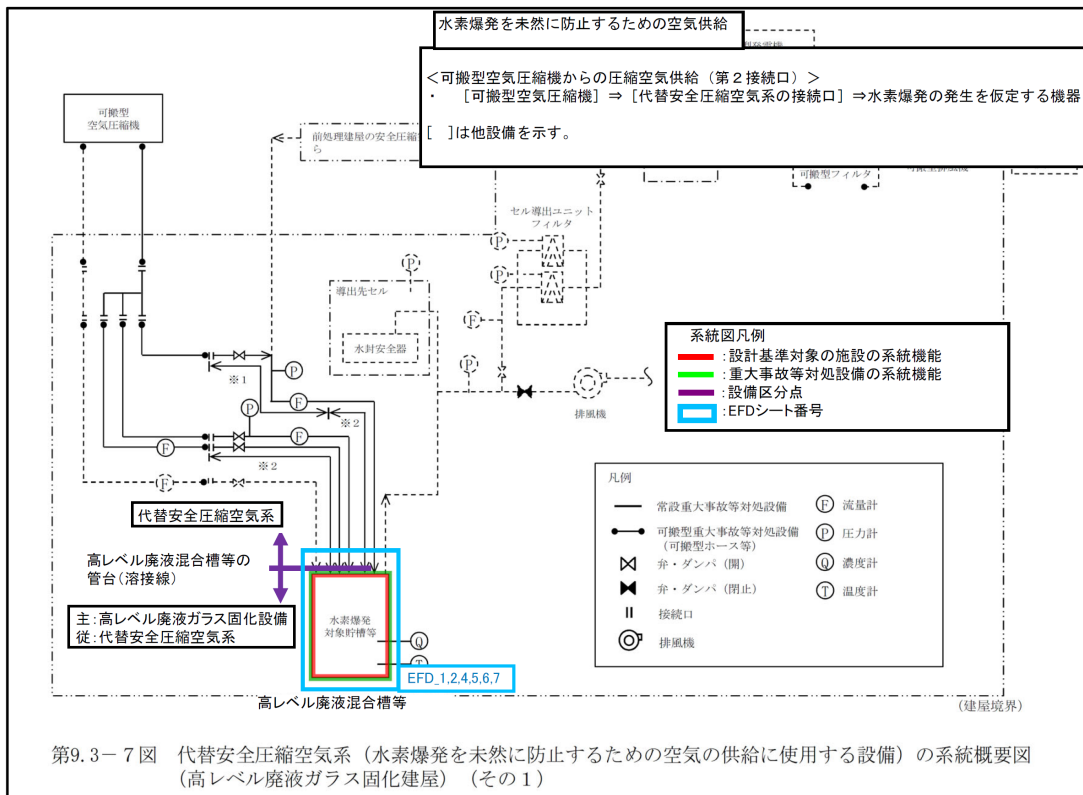 水素爆発を未然に防止するための空気供給
＜可搬型空気圧縮機からの圧縮空気供給（第２接続口）＞
・　［可搬型空気圧縮機］⇒［代替安全圧縮空気系の接続口］⇒水素爆発の発生を仮定する機器
［　］は他設備を示す。
可搬型
空気圧縮機
前処理建屋の安全圧縮
ら
可搬型フィルタ
セル導出ユニット
フィルタ
P
P
P
導出先セル
水封安全器
F
P
排風機
系統図凡例
：設計基準対象の施設の系統機能
：重大事故等対処設備の系統機能
：設備区分点
：EFDシート番号
※１
P
F
P
※２
F
F
※２
F
代替安全圧縮空気系
高レベル廃液混合槽等の
管台（溶接線）
主：高レベル廃液ガラス固化設備
従：代替安全圧縮空気系
水素爆発
対象貯槽等
Q
T
EFD_1,2,4,5,6,7
高レベル廃液混合槽等
凡例
常設重大事故等対処設備
可搬型重大事故等対処設備
（可搬型ホース等）
弁・ダンパ（開）
弁・ダンパ（閉止）
接続口
排風機
F 流量計
P 圧力計
Q 濃度計
T 温度計
（建屋境界）
第9.3－７図　代替安全圧縮空気系（水素爆発を未然に防止するための空気の供給に使用する設備）の系統概要図
（高レベル廃液ガラス固化建屋）（その１）